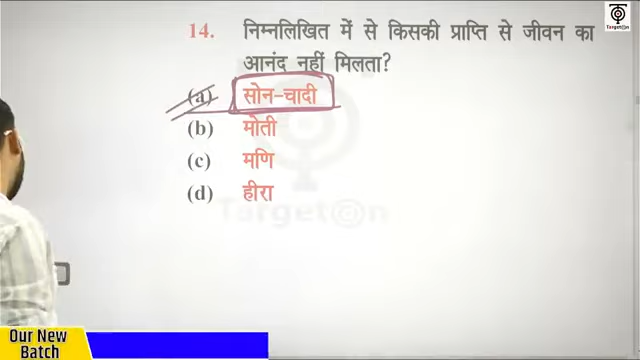 14. निम्नलिखित में से किसकी प्राप्ति से जीवन का
आनंद नहीं मिलता?
(a) सोन-चादी
(b) मोती
(c) मणि
(d) हीरा
Target@n
Our New
Batch